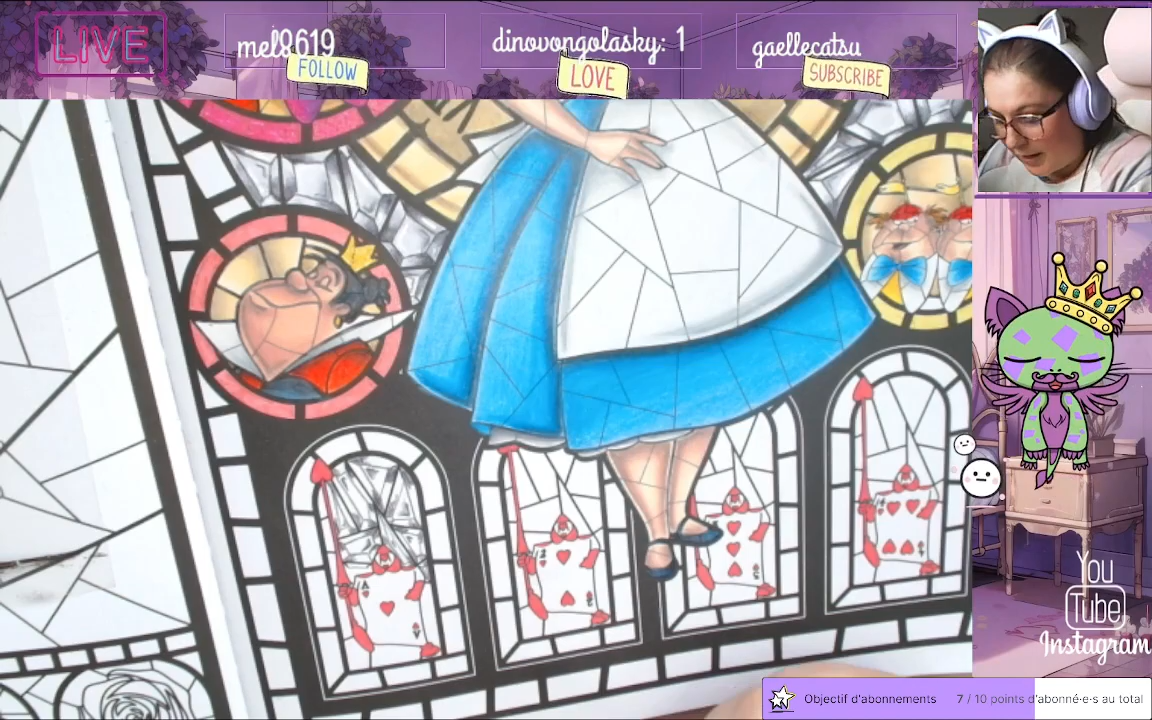 LIVE
mel8619
FOLLOW
dinovongolasky: 1
LOVE
gaellecatsu
SUBSCRIBE
You
Tube
Instagram
Objectif d'abonnements 7 / 10 points d'abonné·e·s au total